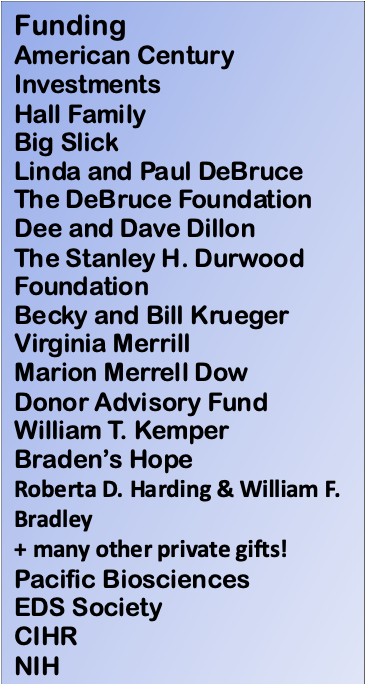 Funding
American Century
Investments
Hall Family
Big Slick
Linda and Paul DeBruce
The DeBruce Foundation
Dee and Dave Dillon
The Stanley H. Durwood
Foundation
Becky and Bill Krueger
Virginia Merrill
Marion Merrell Dow
Donor Advisory Fund
William T. Kemper
Braden’s Hope
Roberta D. Harding & William F.
Bradley
+ many other private gifts!
Pacific Biosciences
EDS Society
CIHR
NIH